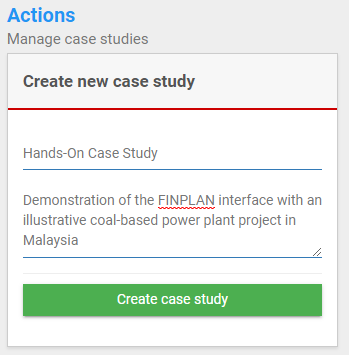 Actions
Manage case studies
Create new case study
Hands-On Case Study
Demonstration of the FINPLAN interface with an
illustrative coal-based power plant project in
Malaysia
Create case study